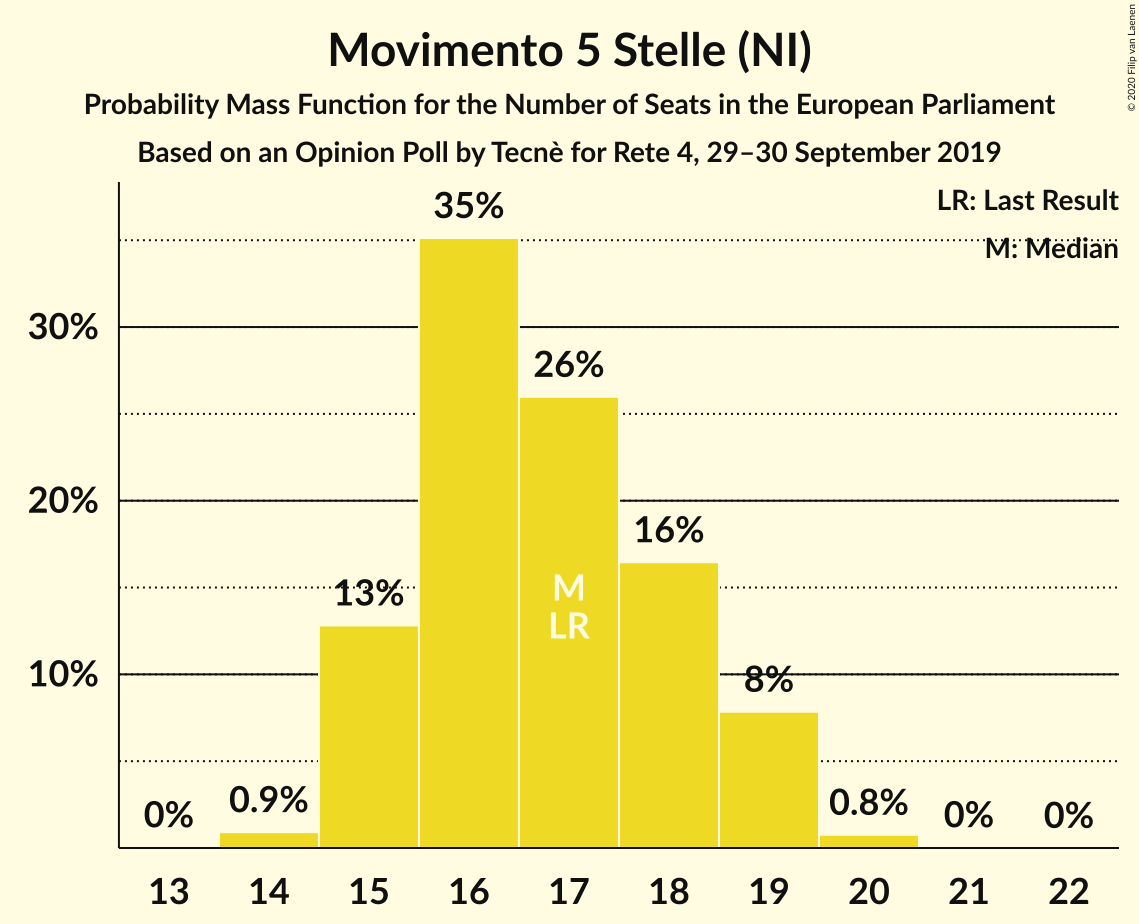 Movimento 5 Stelle (NI)
Probability Mass Function for the Number of Seats in the European Parliament
Based on an Opinion Poll by Tecnè for Rete 4, 29–30 September 2019
© 2020 Filip van Laenen
LR: Last Result
M: Median
35%
30%
26%
20%
16%
13%
M
LR
10%
8%
0%
0.9%
0.8%
0%
0%
13 14 15 16 17 18 19 20 21 22